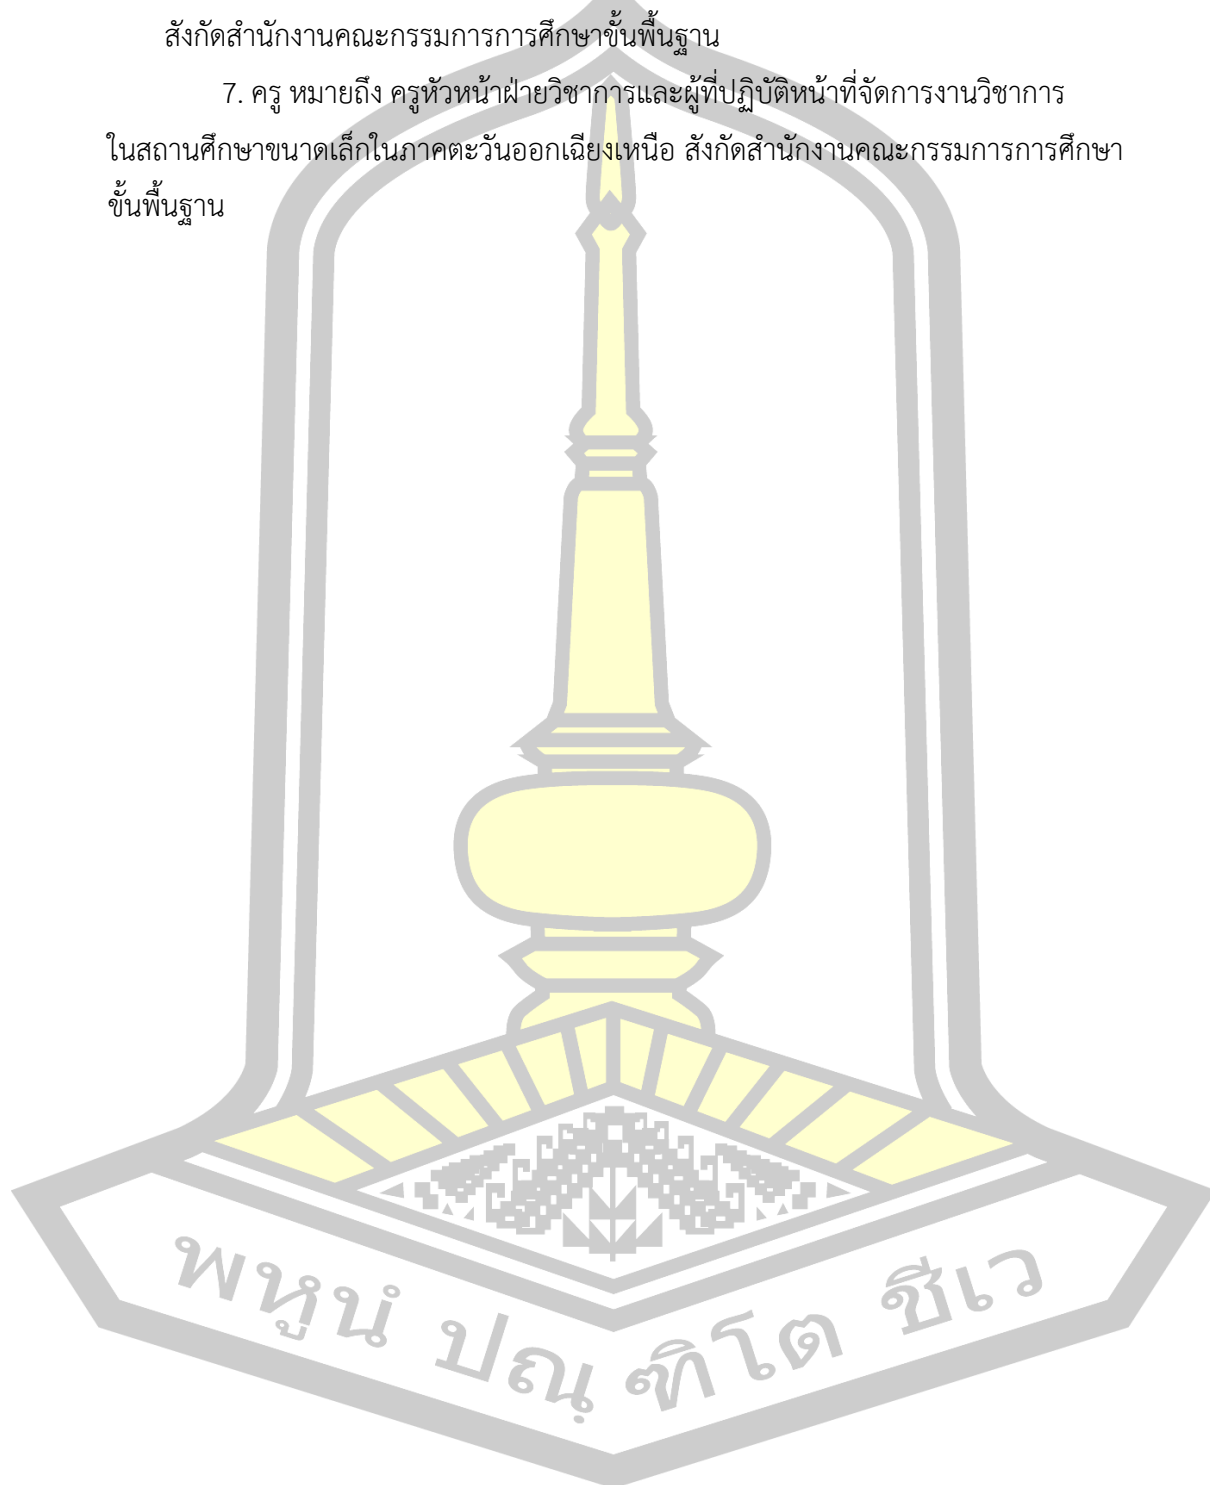 สังกัดสำนักงานคณะกรรมการการศึกษาขั้นพื้นฐาน
7. ครู หมายถึง ครูหัวหน้าฝ่ายวิชาการและผู้ที่ปฏิบัติหน้าที่จัดการงานวิชาการ
ในสถานศึกษาขนาดเล็กในภาคตะวันออกเฉียงเหนือ สังกัดสำนักงานคณะกรรมการการศึกษา
ขั้นพื้นฐาน
พหูนํ ปณฺ ฑิโต ชีเว